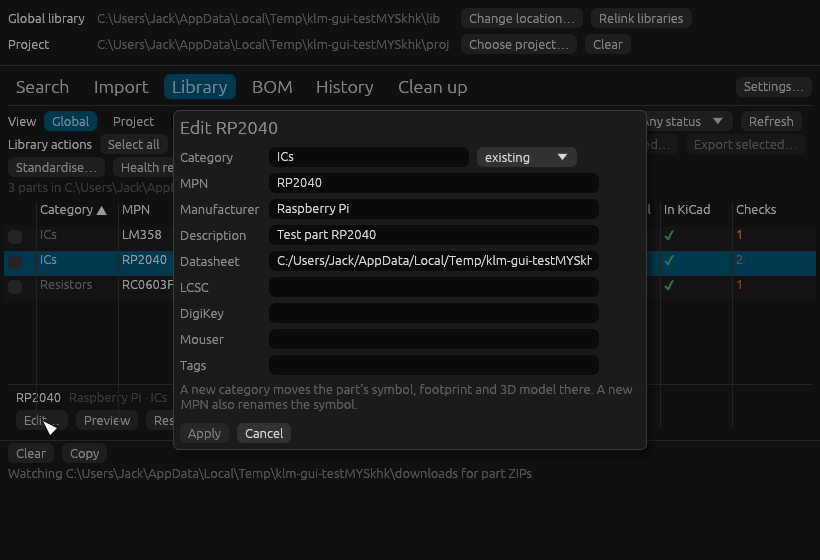 Global library C:\Users\Jack\AppData\Local\Temp\klm-gui-testMYSkhk\lib Change location... Relink libraries
Project C:\Users\Jack\AppData\Local\Temp\klm-gui-testMYSkhk\proj Choose project... Clear
Search Import Library BOM History Clean up Settings...
View Global Project Any status Refresh
Library actions Select all Export selected...
Standardise... Health re
3 parts in C:\Users\Jack\App
Category MPN In KiCad Checks
ICs LM358 1
ICs RP2040 2
Resistors RC0603F 1
Edit RP2040
Category ICs existing
MPN RP2040
Manufacturer Raspberry Pi
Description Test part RP2040
Datasheet C:/Users/Jack/AppData/Local/Temp/klm-gui-testMYSkh
LCSC
DigiKey
Mouser
Tags
A new category moves the part's symbol, footprint and 3D model there. A new
MPN also renames the symbol.
Apply Cancel
RP2040 Raspberry Pi · ICs
Edit... Preview Res
Clear Copy
Watching C:\Users\Jack\AppData\Local\Temp\klm-gui-testMYSkhk\downloads for part ZIPs